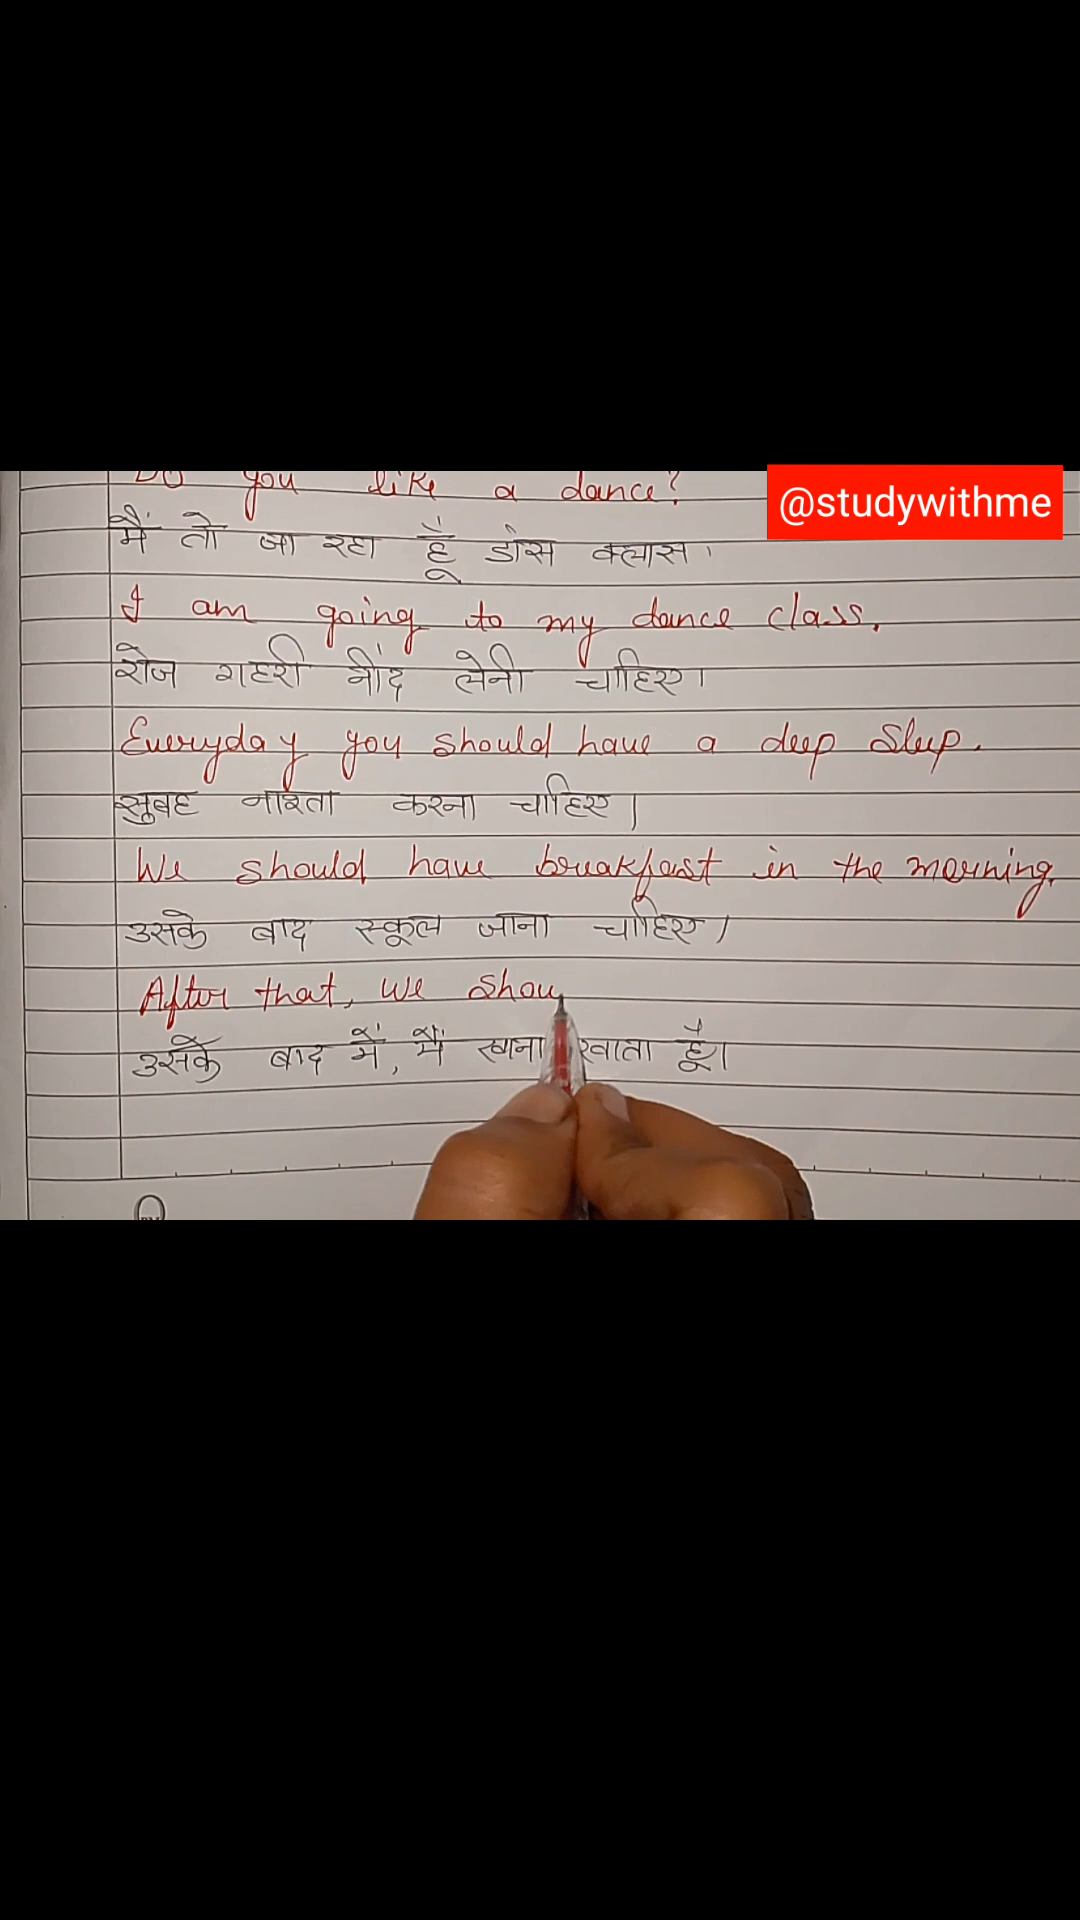 Do you like a dance?
@studywithme
मैं तो जा रहा हूँ डांस क्लास।
I am going to my dance class.
रोज गहरी नींद लेनी चाहिए।
Everyday you should have a deep sleep.
सुबह नाश्ता करना चाहिए।
We should have breakfast in the morning.
उसके बाद स्कूल जाना चाहिए।
After that, we shou
उसके बाद में, मैं खाना खाता हूँ।